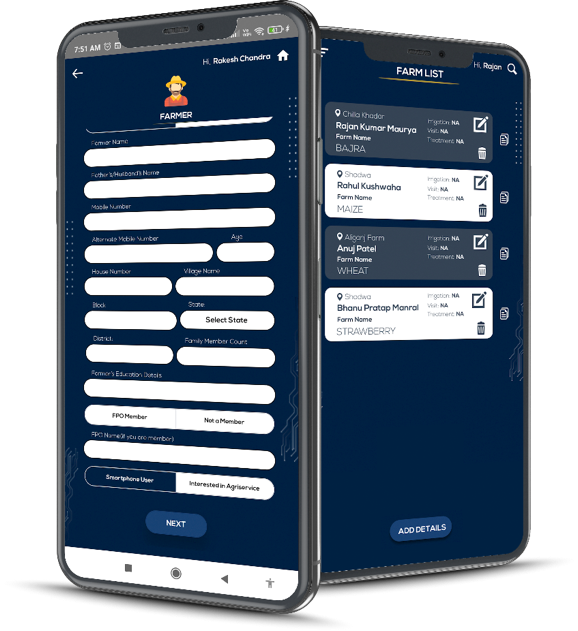 7:51 AM
Hi, Rakesh Chandra
FARMER
Farmer Name
Father's/Husband's Name
Mobile Number
Alternate Mobile Number Age
House Number Village Name
Block State
Select State
District Family Member Count
Farmer's Education Details
FPO Member Not a Member
FPO Name(if you are member)
Smartphone User Interested in Agriservice
NEXT
Hi, Rajan
FARM LIST
Chilla Khadar
Rajan Kumar Maurya
Farm Name
BAJRA
Irrigation: NA
Visit: NA
Treatment: NA
Shadwa
Rahul Kushwaha
Farm Name
MAIZE
Irrigation: NA
Visit: NA
Treatment: NA
Aliganj Farm
Anuj Patel
Farm Name
WHEAT
Irrigation: NA
Visit: NA
Treatment: NA
Shadwa
Bhanu Pratap Manral
Farm Name
STRAWBERRY
Irrigation: NA
Visit: NA
Treatment: NA
ADD DETAILS